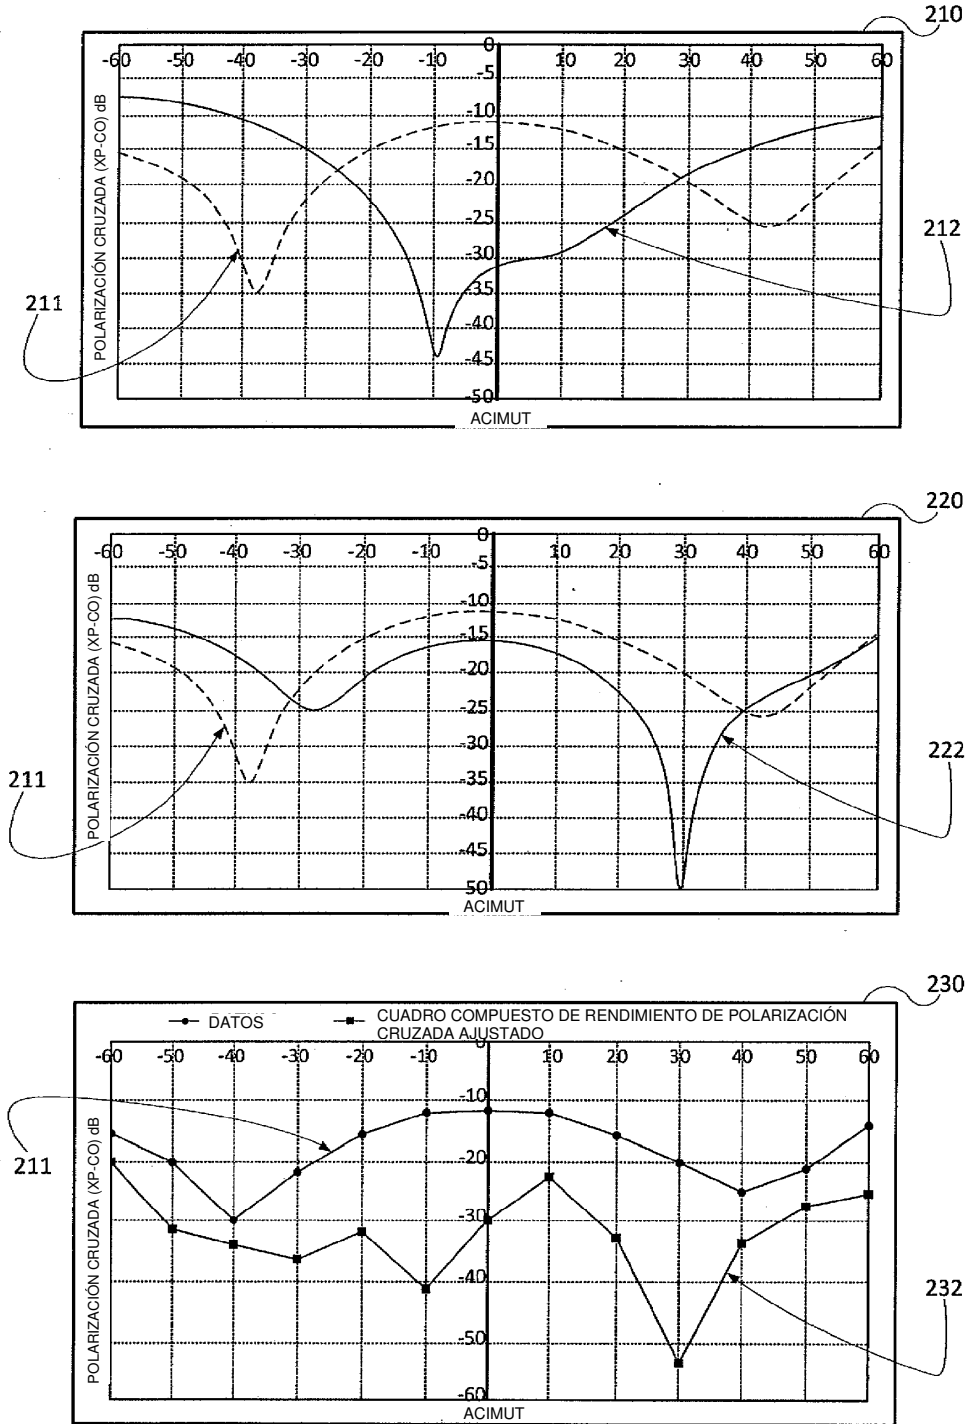 210
-60 -50 -40 -30 -20 -10 0 10 20 30 40 50 60
-5
-10
-15
-20
-25
-30
-35
-40
-45
-50
POLARIZACIÓN CRUZADA (XP-CO) dB
ACIMUT
211
212
220
-60 -50 -40 -30 -20 -10 0 10 20 30 40 50 60
-5
-10
-15
-20
-25
-30
-35
-40
-45
50
POLARIZACIÓN CRUZADA (XP-CO) dB
ACIMUT
211
222
230
DATOS
CUADRO COMPUESTO DE RENDIMIENTO DE POLARIZACIÓN
CRUZADA AJUSTADO
-60 -50 -40 -30 -20 -10 0 10 20 30 40 50 60
-10
-20
-30
-40
-50
-60
POLARIZACIÓN CRUZADA (XP-CO) dB
ACIMUT
211
232